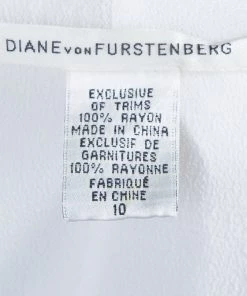 DIANE VON FURSTENBERG
EXCLUSIVE
OF TRIMS
100% RAYON
MADE IN CHINA
EXCLUSIF DE
GARNITURES
100% RAYONNE
FABRIQUÉ
EN CHINE
10